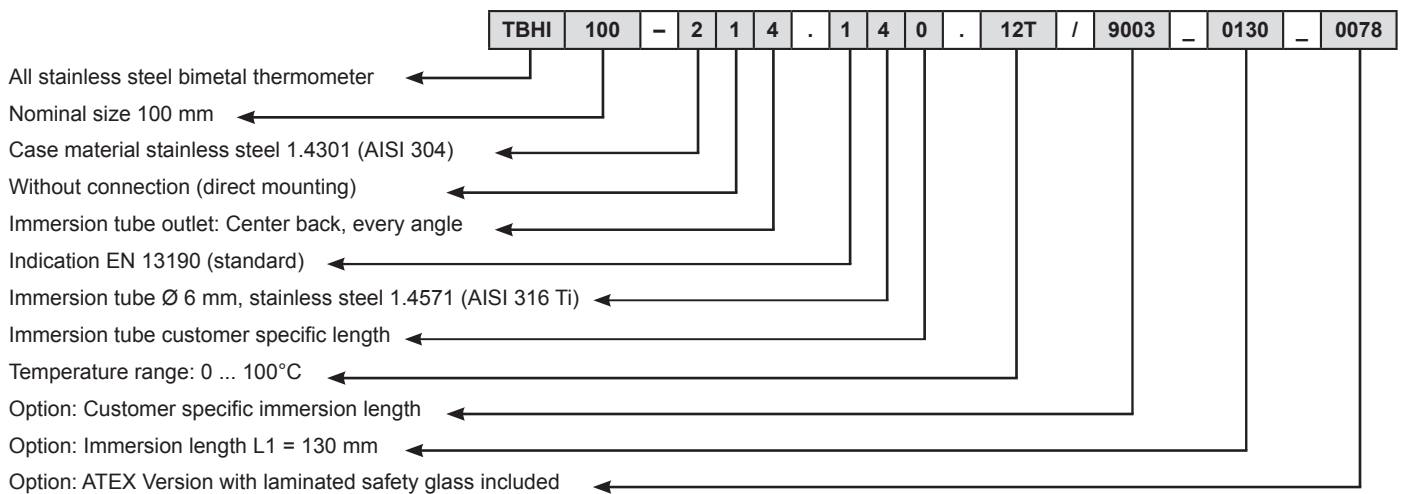 TBHI 100 – 2 1 4 . 1 4 0 . 12T / 9003 _ 0130 _ 0078
All stainless steel bimetal thermometer
Nominal size 100 mm
Case material stainless steel 1.4301 (AISI 304)
Without connection (direct mounting)
Immersion tube outlet: Center back, every angle
Indication EN 13190 (standard)
Immersion tube Ø 6 mm, stainless steel 1.4571 (AISI 316 Ti)
Immersion tube customer specific length
Temperature range: 0 ... 100°C
Option: Customer specific immersion length
Option: Immersion length L1 = 130 mm
Option: ATEX Version with laminated safety glass included